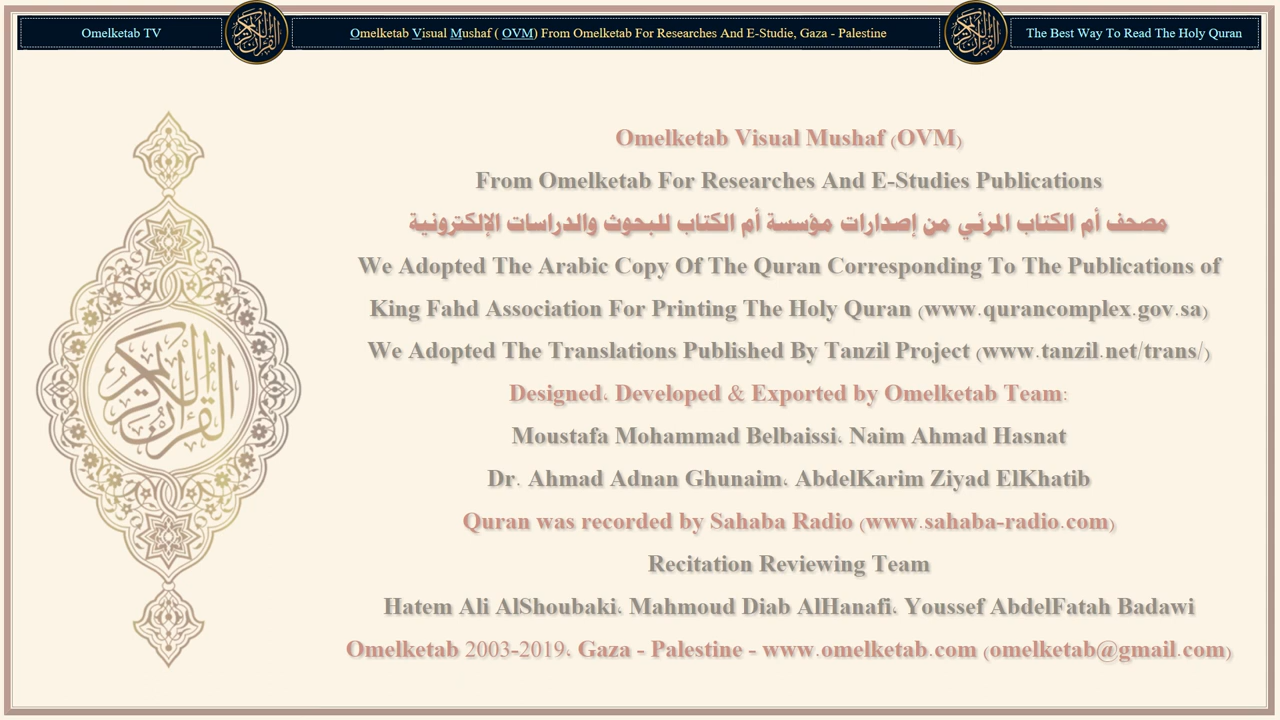 Omelketab TV
Omelketab Visual Mushaf ( OVM) From Omelketab For Researches And E-Studie, Gaza - Palestine
The Best Way To Read The Holy Quran
Omelketab Visual Mushaf (OVM)
From Omelketab For Researches And E-Studies Publications
مصحف أم الكتاب المرئي من إصدارات مؤسسة أم الكتاب للبحوث والدراسات الإلكترونية
We Adopted The Arabic Copy Of The Quran Corresponding To The Publications of
King Fahd Association For Printing The Holy Quran (www.qurancomplex.gov.sa)
We Adopted The Translations Published By Tanzil Project (www.tanzil.net/trans/)
Designed، Developed & Exported by Omelketab Team:
Moustafa Mohammad Belbaissi، Naim Ahmad Hasnat
Dr. Ahmad Adnan Ghunaim، AbdelKarim Ziyad ElKhatib
Quran was recorded by Sahaba Radio (www.sahaba-radio.com)
Recitation Reviewing Team
Hatem Ali AlShoubaki، Mahmoud Diab AlHanafi، Youssef AbdelFatah Badawi
Omelketab 2003-2019، Gaza - Palestine - www.omelketab.com (omelketab@gmail.com)
القرآن الكريم